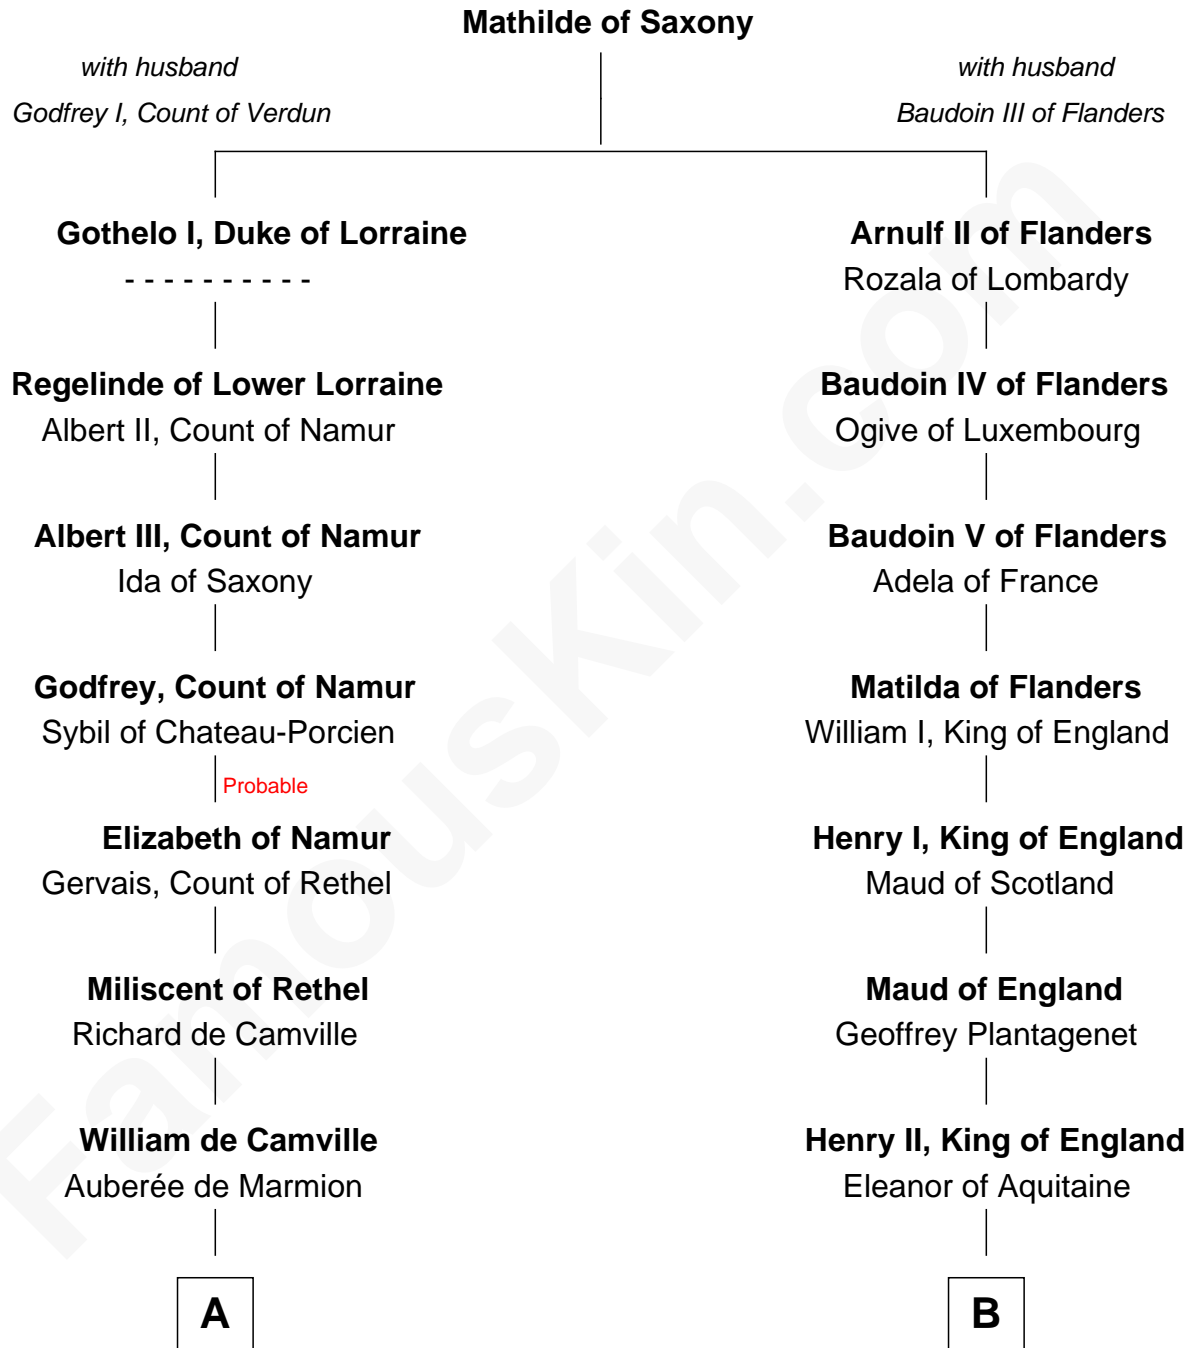 Mathilde of Saxony
with husband
Godfrey I, Count of Verdun
with husband
Baudoin III of Flanders
Gothelo I, Duke of Lorraine
- - - - - - - - - -
Arnulf II of Flanders
Rozala of Lombardy
Regelinde of Lower Lorraine
Albert II, Count of Namur
Baudoin IV of Flanders
Ogive of Luxembourg
Albert III, Count of Namur
Ida of Saxony
Baudoin V of Flanders
Adela of France
Godfrey, Count of Namur
Sybil of Chateau-Porcien
Matilda of Flanders
William I, King of England
Probable
Elizabeth of Namur
Gervais, Count of Rethel
Henry I, King of England
Maud of Scotland
Miliscent of Rethel
Richard de Camville
Maud of England
Geoffrey Plantagenet
William de Camville
Auberée de Marmion
Henry II, King of England
Eleanor of Aquitaine
A
B
FamousKin.com